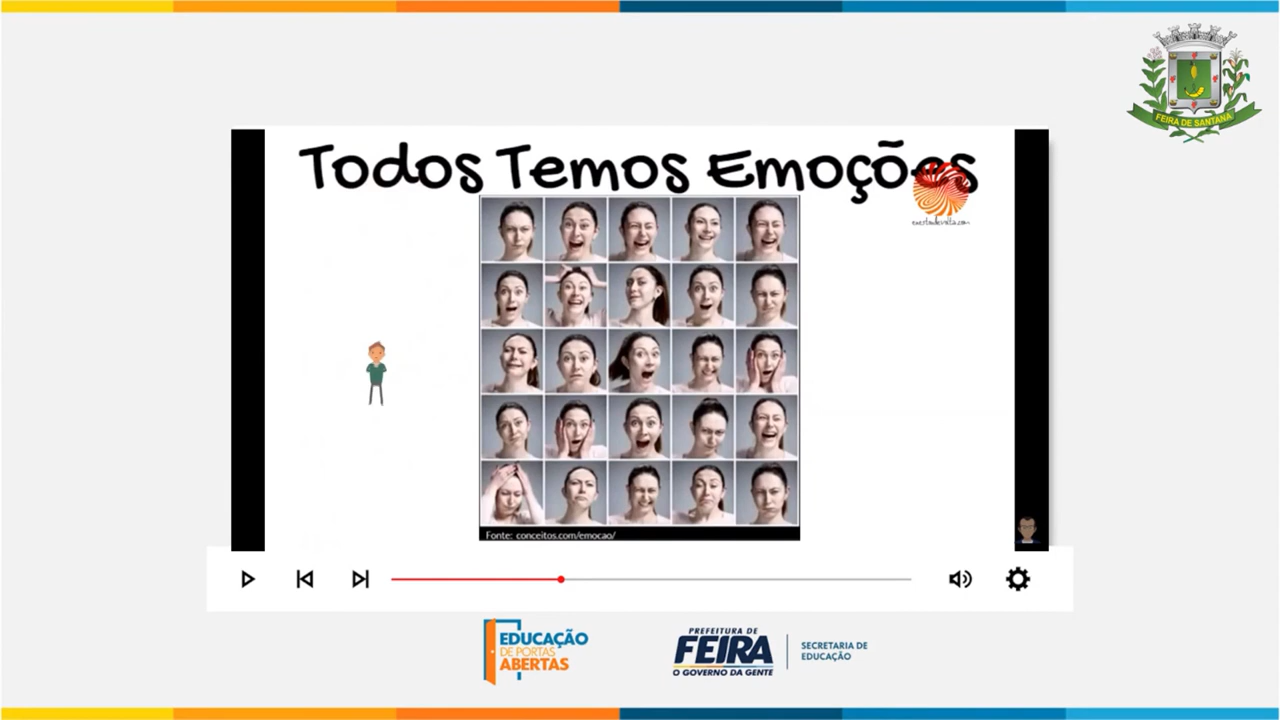 FEIRA DE SANTANA
Todos Temos Emoções
Fonte: conceitos.com/emocao/
EDUCAÇÃO
DE PORTAS
ABERTAS
PREFEITURA DE
FEIRA
O GOVERNO DA GENTE
SECRETARIA DE
EDUCAÇÃO